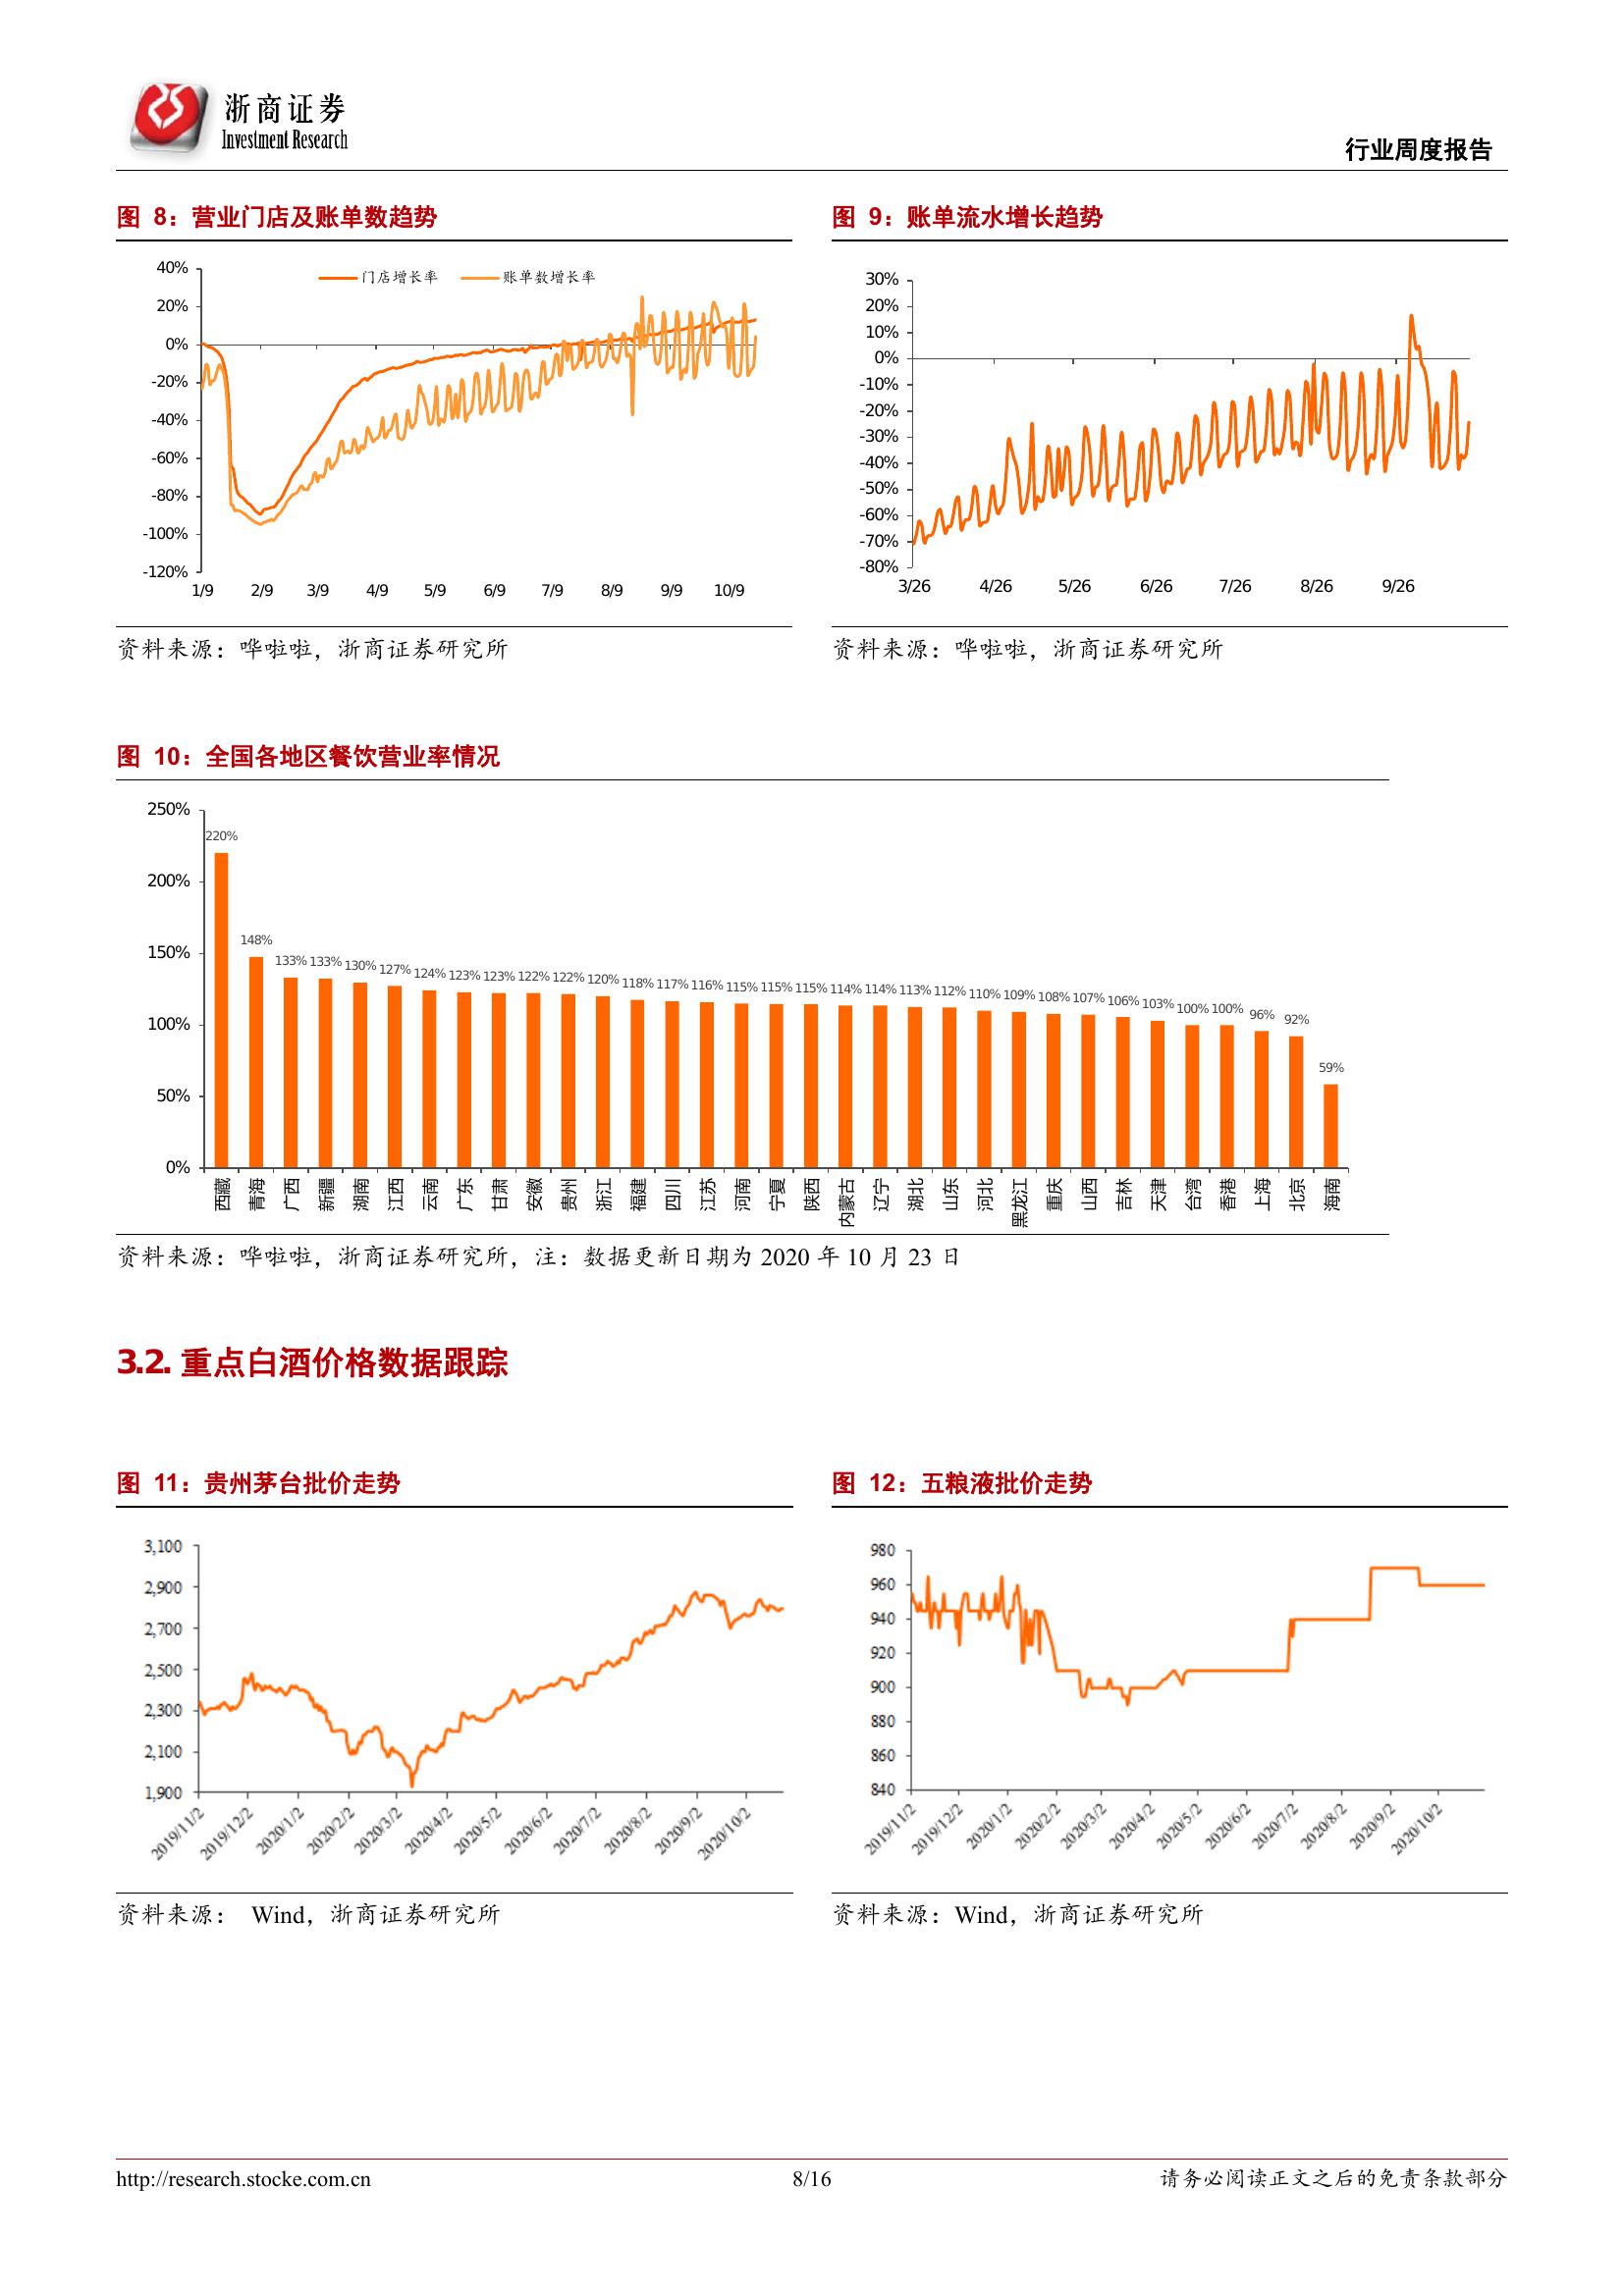 浙商证券
Investment Research
行业周度报告
图 8：营业门店及账单数趋势
门店增长率 账单数增长率
40%
20%
0%
-20%
-40%
-60%
-80%
-100%
-120%
1/9 2/9 3/9 4/9 5/9 6/9 7/9 8/9 9/9 10/9
资料来源：哗啦啦，浙商证券研究所
图 9：账单流水增长趋势
30%
20%
10%
0%
-10%
-20%
-30%
-40%
-50%
-60%
-70%
-80%
3/26 4/26 5/26 6/26 7/26 8/26 9/26
资料来源：哗啦啦，浙商证券研究所
图 10：全国各地区餐饮营业率情况
250%
200%
150%
100%
50%
0%
220% 148% 133% 133% 130% 127% 124% 123% 123% 122% 122% 120% 118% 117% 116% 115% 115% 115% 114% 114% 113% 112% 110% 109% 108% 107% 106% 103% 100% 100% 96% 92% 59%
西藏 青海 广西 新疆 湖南 江西 云南 广东 甘肃 安徽 贵州 浙江 福建 四川 江苏 河南 宁夏 陕西 内蒙古 辽宁 湖北 山东 河北 黑龙江 重庆 山西 吉林 天津 台湾 香港 上海 北京 海南
资料来源：哗啦啦，浙商证券研究所，注：数据更新日期为 2020 年 10 月 23 日
3.2. 重点白酒价格数据跟踪
图 11：贵州茅台批价走势
3,100
2,900
2,700
2,500
2,300
2,100
1,900
2019/11/2 2019/12/2 2020/1/2 2020/2/2 2020/3/2 2020/4/2 2020/5/2 2020/6/2 2020/7/2 2020/8/2 2020/9/2 2020/10/2
资料来源： Wind，浙商证券研究所
图 12：五粮液批价走势
980
960
940
920
900
880
860
840
2019/11/2 2019/12/2 2020/1/2 2020/2/2 2020/3/2 2020/4/2 2020/5/2 2020/6/2 2020/7/2 2020/8/2 2020/9/2 2020/10/2
资料来源：Wind，浙商证券研究所
http://research.stocke.com.cn 8/16 请务必阅读正文之后的免责条款部分